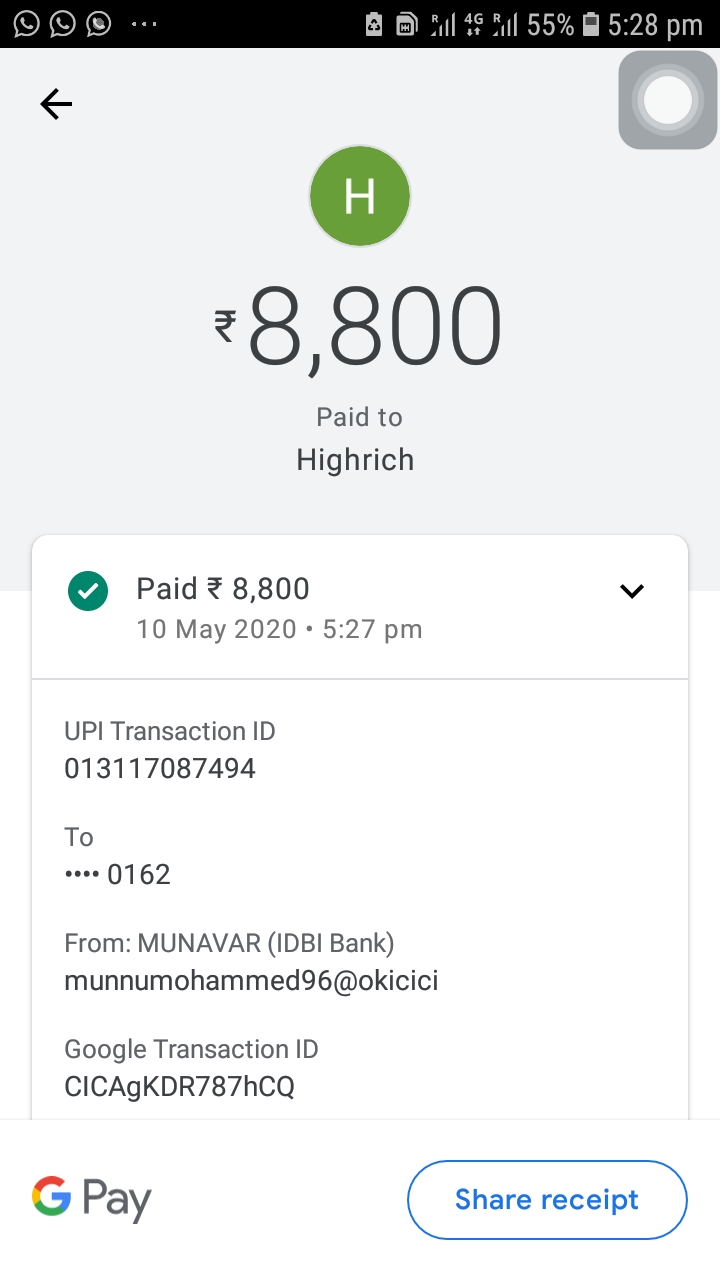 4G R 55% 5:28 pm
H
₹8,800
Paid to
Highrich
Paid ₹ 8,800
10 May 2020 • 5:27 pm
UPI Transaction ID
013117087494
To
•••• 0162
From: MUNAVAR (IDBI Bank)
munnumohammed96@okicici
Google Transaction ID
CICAgKDR787hCQ
G Pay
Share receipt